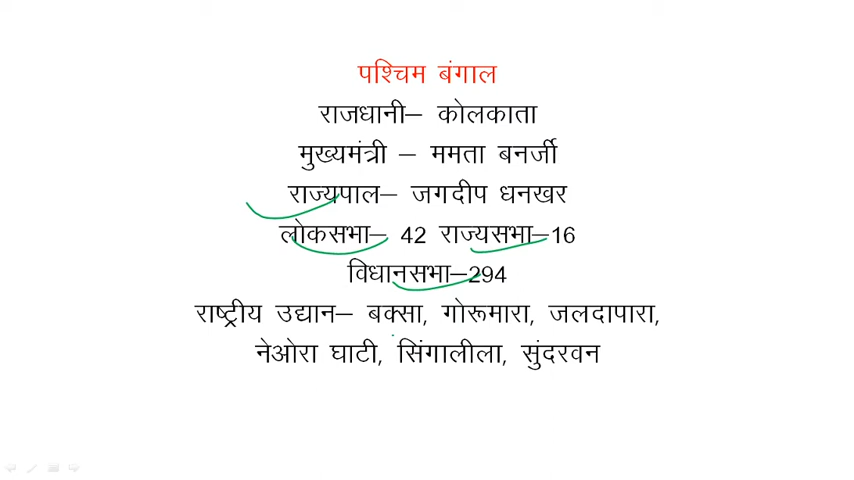 पश्चिम बंगाल
राजधानी– कोलकाता
मुख्यमंत्री – ममता बनर्जी
राज्यपाल– जगदीप धनखर
लोकसभा– 42 राज्यसभा–16
विधानसभा–294
राष्ट्रीय उद्यान– बक्सा, गोरूमारा, जलदापारा,
नेओरा घाटी, सिंगालीला, सुंदरवन